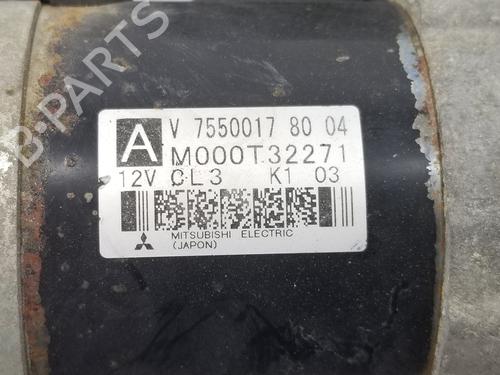 B-PARTS
A
V 7550017 80 04
M000T32271
12V CL3 K1 03
MITSUBISHI ELECTRIC
(JAPON)